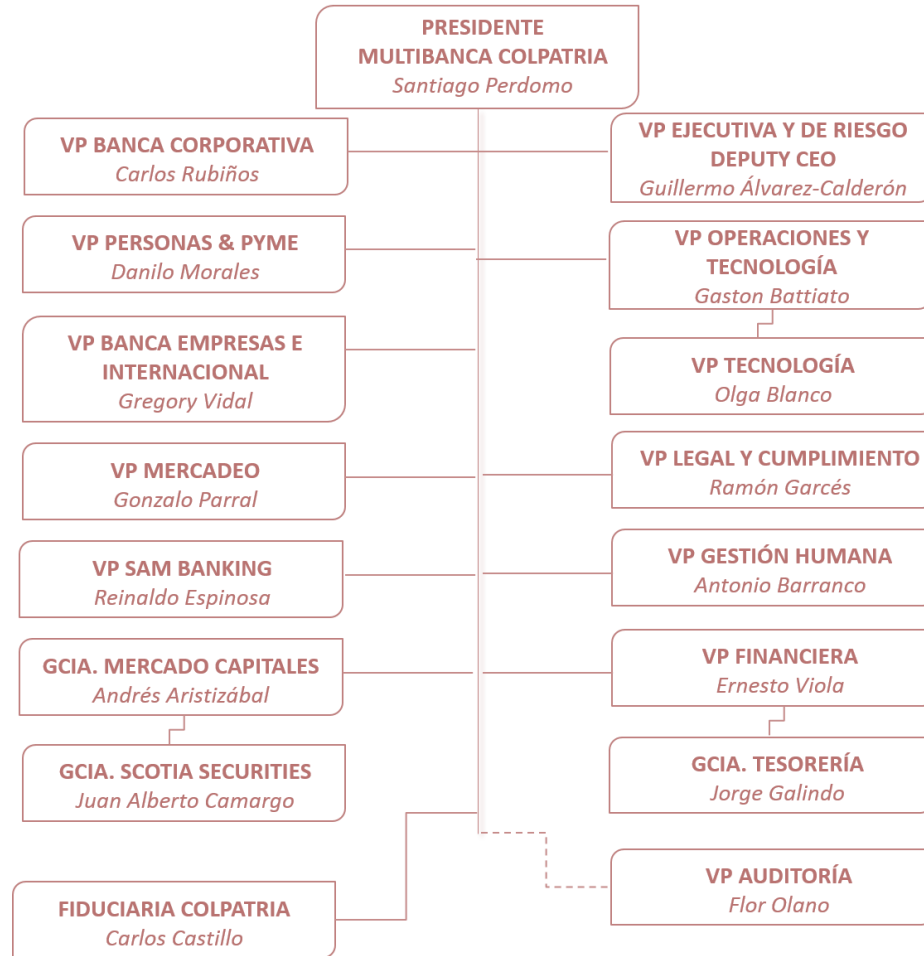 PRESIDENTE
MULTIBANCA COLPATRIA
Santiago Perdomo
VP BANCA CORPORATIVA
Carlos Rubiños
VP EJECUTIVA Y DE RIESGO
DEPUTY CEO
Guillermo Álvarez-Calderón
VP PERSONAS & PYME
Danilo Morales
VP OPERACIONES Y
TECNOLOGÍA
Gaston Battiato
VP BANCA EMPRESAS E
INTERNACIONAL
Gregory Vidal
VP TECNOLOGÍA
Olga Blanco
VP MERCADEO
Gonzalo Parral
VP LEGAL Y CUMPLIMIENTO
Ramón Garcés
VP SAM BANKING
Reinaldo Espinosa
VP GESTIÓN HUMANA
Antonio Barranco
GCIA. MERCADO CAPITALES
Andrés Aristizábal
VP FINANCIERA
Ernesto Viola
GCIA. SCOTIA SECURITIES
Juan Alberto Camargo
GCIA. TESORERÍA
Jorge Galindo
FIDUCIARIA COLPATRIA
Carlos Castillo
VP AUDITORÍA
Flor Olano